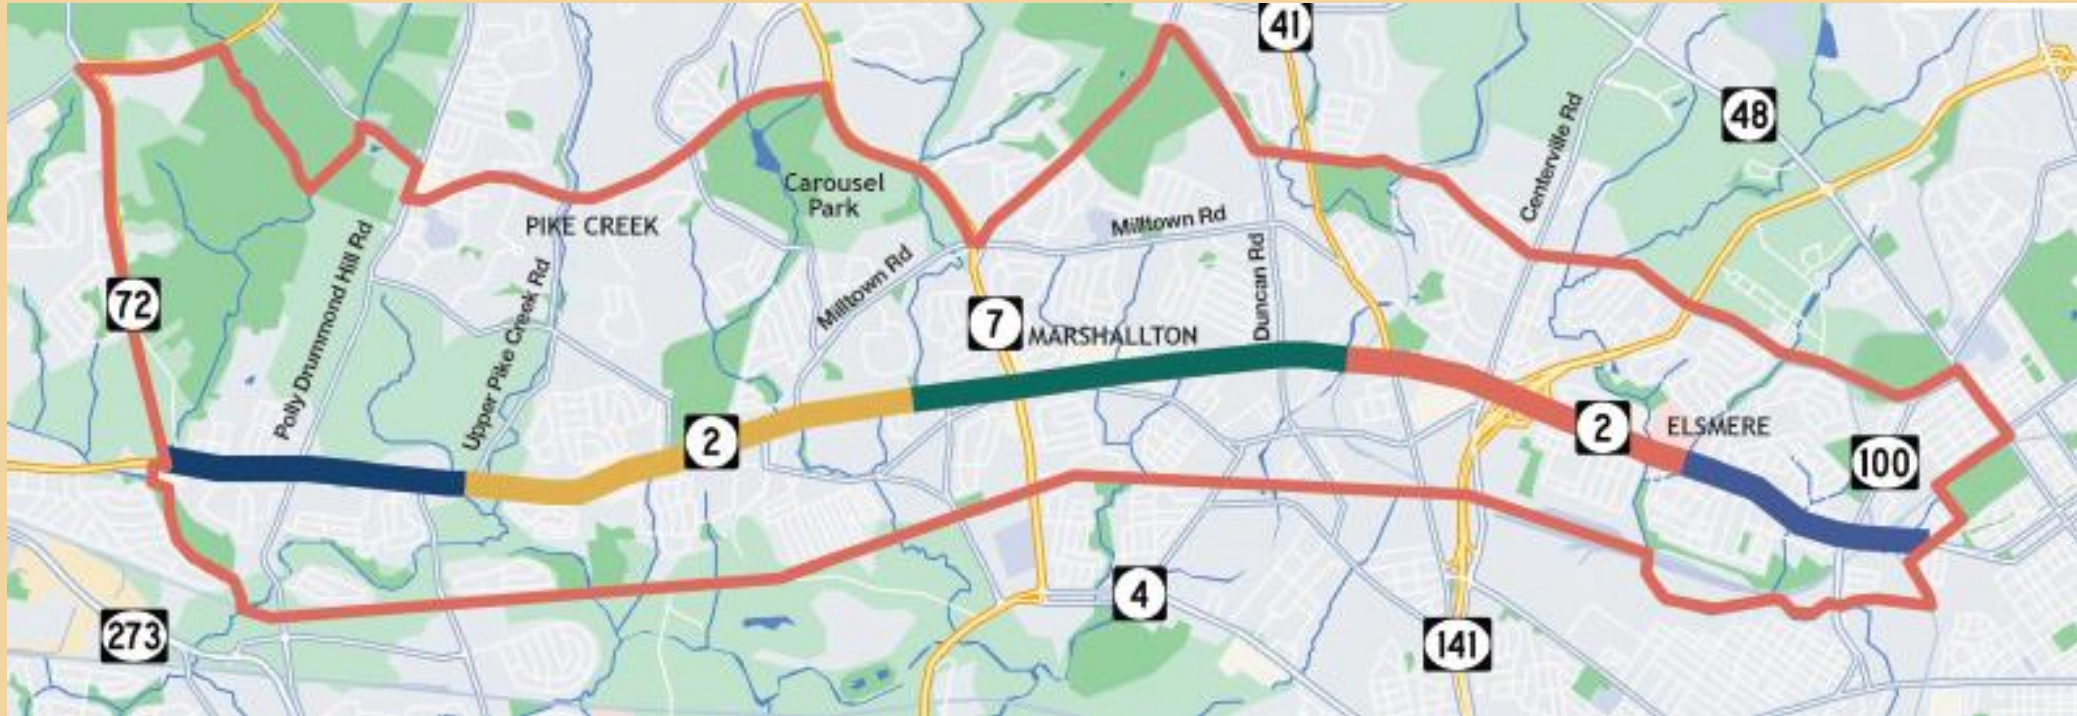 41
48
Centerville Rd
Carousel
Park
PIKE CREEK
Milltown Rd
Polly Drummond Hill Rd
Milltown Rd
Duncan Rd
72
Upper Pike Creek Rd
7
MARSHALLTON
2
2
ELSMERE
100
4
273
141